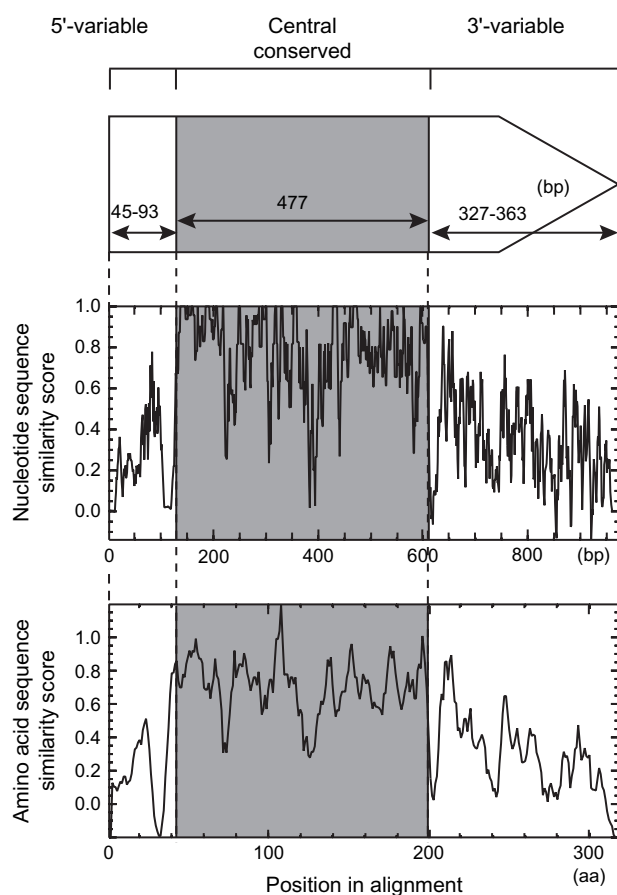 5'-variable
Central
conserved
3'-variable
45-93
477
(bp)
327-363
Nucleotide sequence
similarity score
1.0
0.8
0.6
0.4
0.2
0.0
0 200 400 600 800 (bp)
Amino acid sequence
similarity score
1.0
0.8
0.6
0.4
0.2
0.0
0 100 200 300
(aa)
Position in alignment